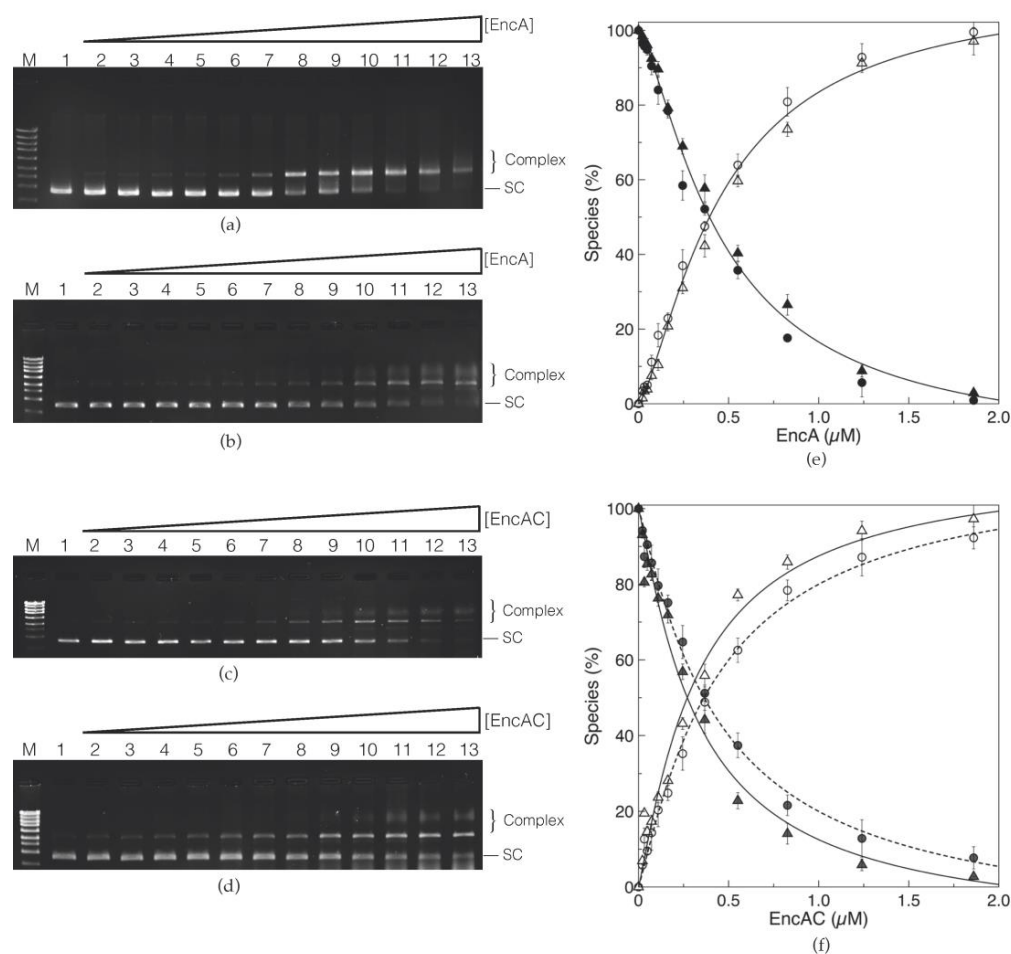 [EncA]
M 1 2 3 4 5 6 7 8 9 10 11 12 13
Complex
SC
(a)
[EncA]
M 1 2 3 4 5 6 7 8 9 10 11 12 13
Complex
SC
(b)
[EncAC]
M 1 2 3 4 5 6 7 8 9 10 11 12 13
Complex
SC
(c)
[EncAC]
M 1 2 3 4 5 6 7 8 9 10 11 12 13
Complex
SC
(d)
100
80
60
40
20
0
Species (%)
0 0.5 1.0 1.5 2.0
EncA (μM)
(e)
100
80
60
40
20
0
Species (%)
0 0.5 1.0 1.5 2.0
EncAC (μM)
(f)